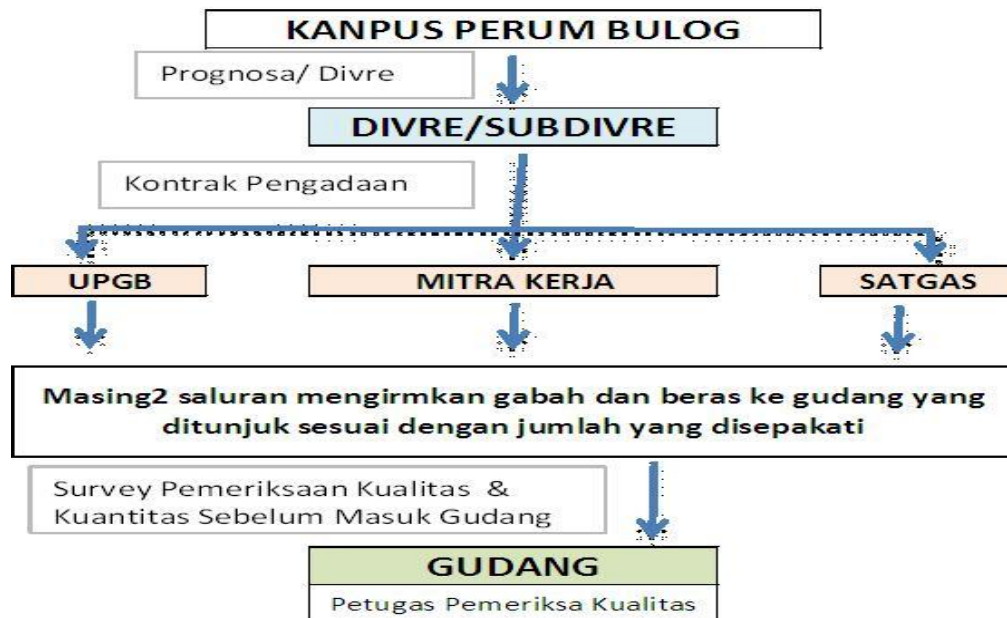 KANPUS PERUM BULOG
Prognosa/ Divre
DIVRE/SUBDIVRE
Kontrak Pengadaan
UPGB
MITRA KERJA
SATGAS
Masing2 saluran mengirmkan gabah dan beras ke gudang yang
ditunjuk sesuai dengan jumlah yang disepakati
Survey Pemeriksaan Kualitas &
Kuantitas Sebelum Masuk Gudang
GUDANG
Petugas Pemeriksa Kualitas